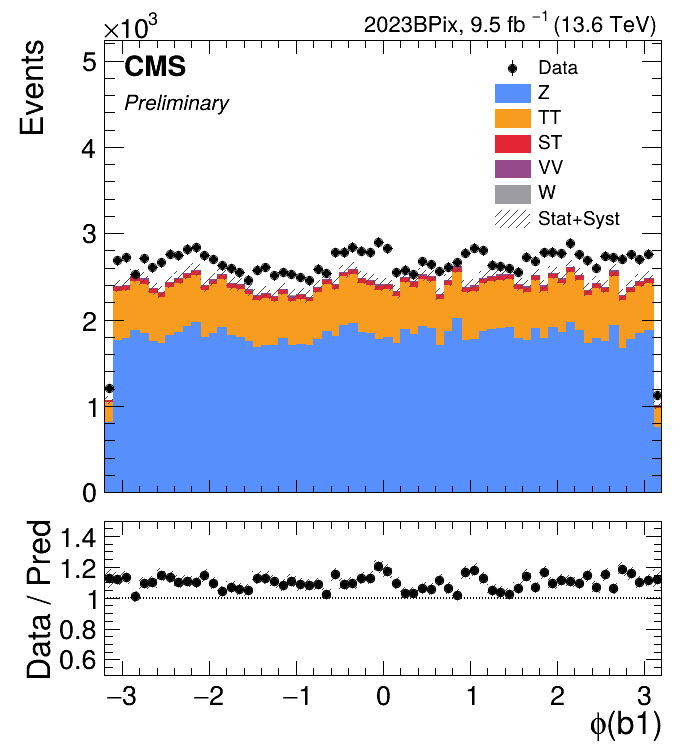 ×10³ 2023BPix, 9.5 fb ⁻¹ (13.6 TeV)
Events
CMS
Preliminary
Data
Z
TT
ST
VV
W
Stat+Syst
5
4
3
2
1
0
Data / Pred
1.4
1.2
1
0.8
0.6
−3 −2 −1 0 1 2 3
ϕ(b1)